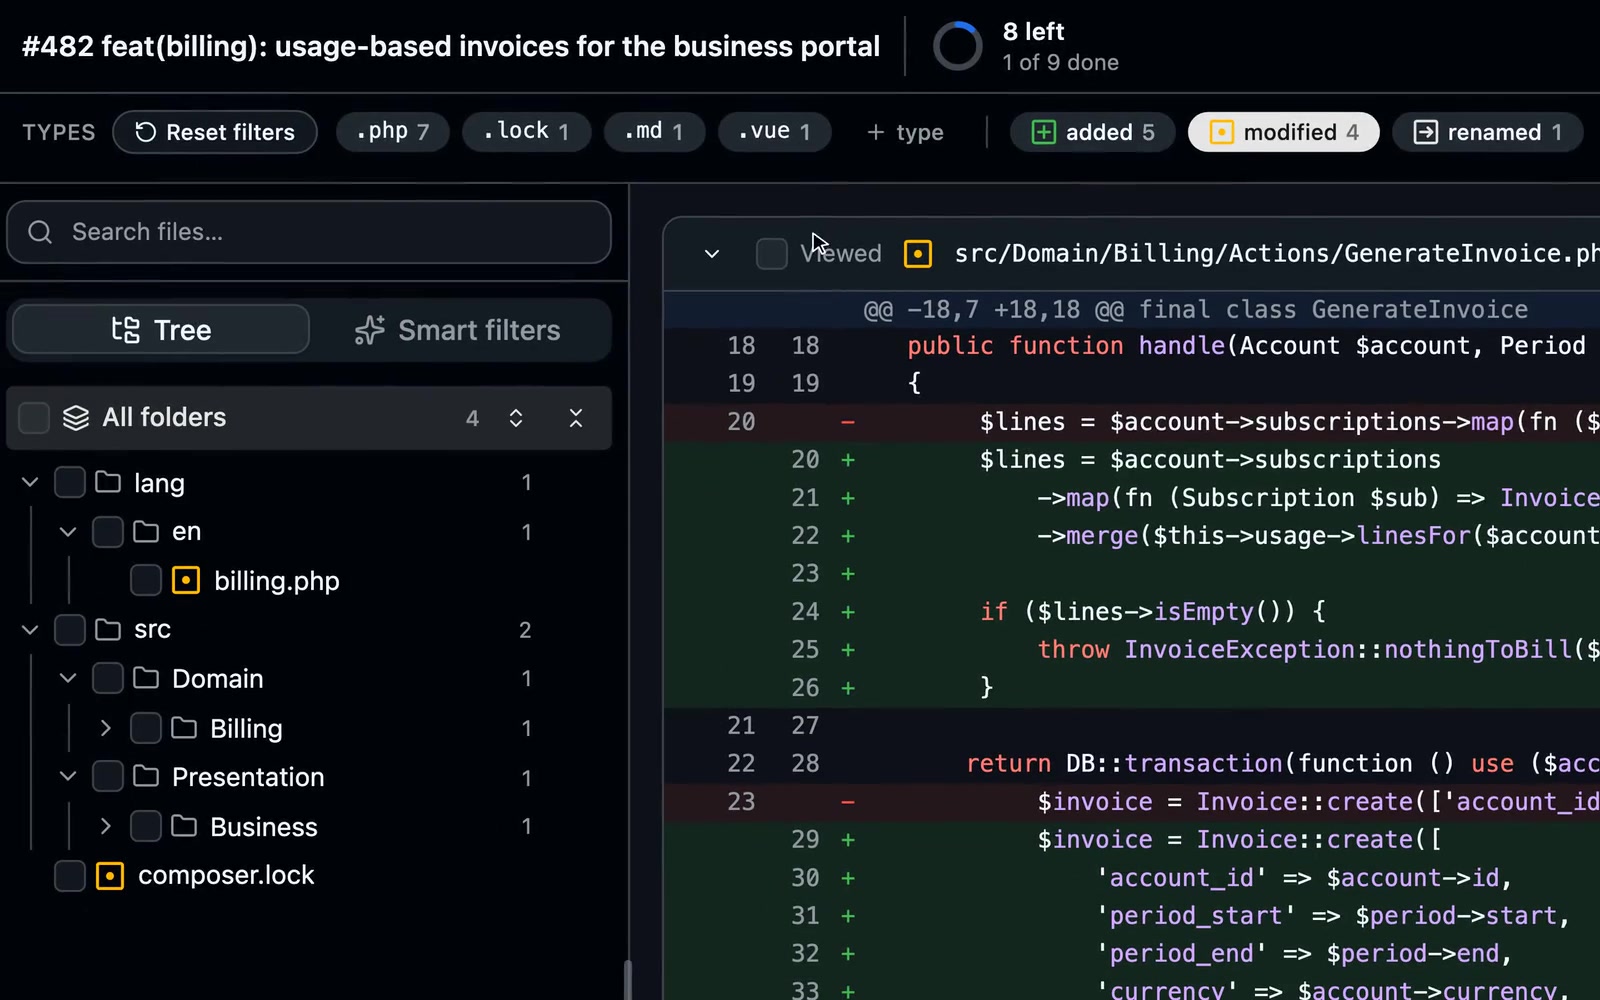 #482 feat(billing): usage-based invoices for the business portal
8 left
1 of 9 done
TYPES Reset filters .php 7 .lock 1 .md 1 .vue 1 + type added 5 modified 4 renamed 1
Search files...
Tree Smart filters
All folders 4
lang 1
en 1
billing.php
src 2
Domain 1
Billing 1
Presentation 1
Business 1
composer.lock
Viewed src/Domain/Billing/Actions/GenerateInvoice.ph
@@ -18,7 +18,18 @@ final class GenerateInvoice
18 18 public function handle(Account $account, Period
19 19 {
20 - $lines = $account->subscriptions->map(fn ($
20 + $lines = $account->subscriptions
21 + ->map(fn (Subscription $sub) => Invoice
22 + ->merge($this->usage->linesFor($account
23 +
24 + if ($lines->isEmpty()) {
25 + throw InvoiceException::nothingToBill($
26 + }
21 27
22 28 return DB::transaction(function () use ($acc
23 - $invoice = Invoice::create(['account_id
29 + $invoice = Invoice::create([
30 + 'account_id' => $account->id,
31 + 'period_start' => $period->start,
32 + 'period_end' => $period->end,
33 + 'currency' => $account->currency,